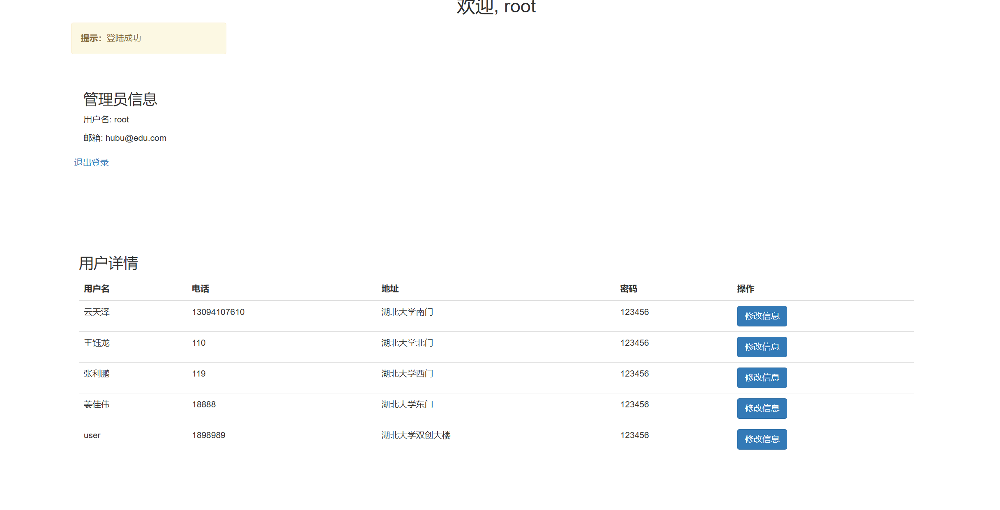 欢迎, root
提示：登陆成功
管理员信息
用户名: root
邮箱: hubu@edu.com
退出登录
用户详情
用户名 电话 地址 密码 操作
云天泽 13094107610 湖北大学南门 123456 修改信息
王钰龙 110 湖北大学北门 123456 修改信息
张利鹏 119 湖北大学西门 123456 修改信息
姜佳伟 18888 湖北大学东门 123456 修改信息
user 1898989 湖北大学双创大楼 123456 修改信息